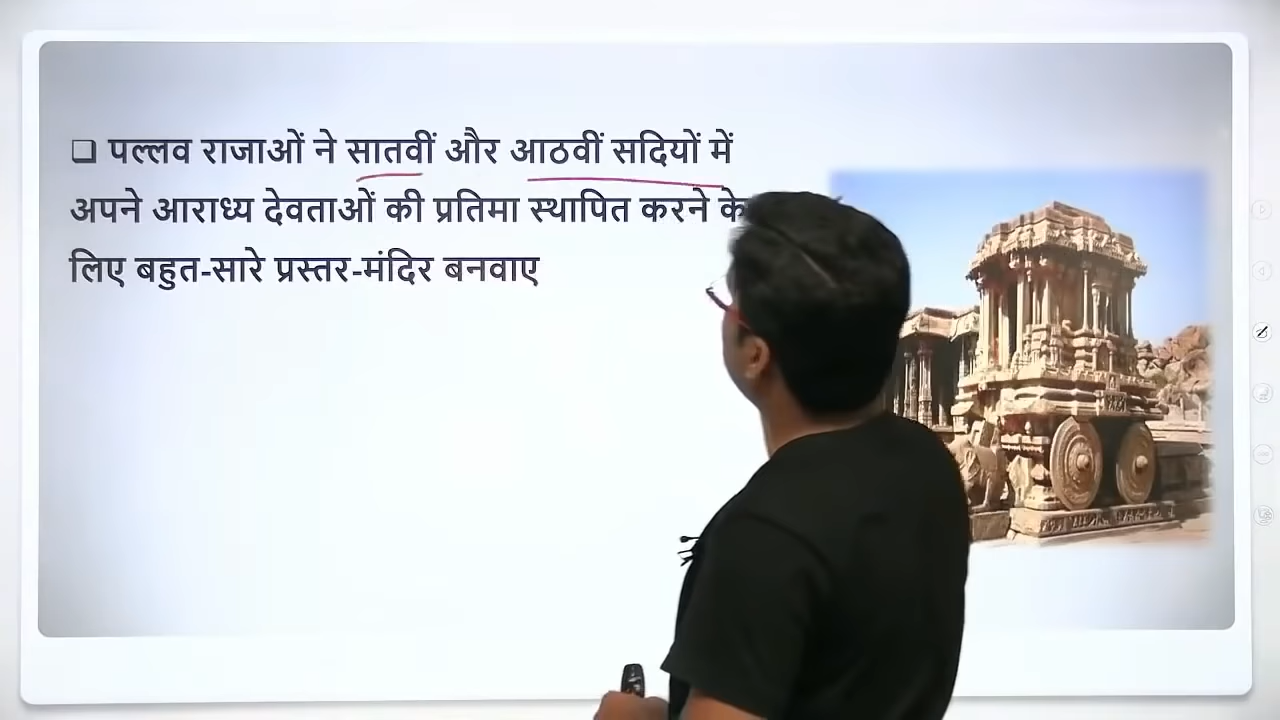 ❑ पल्लव राजाओं ने सातवीं और आठवीं सदियों में
अपने आराध्य देवताओं की प्रतिमा स्थापित करने के
लिए बहुत-सारे प्रस्तर-मंदिर बनवाए